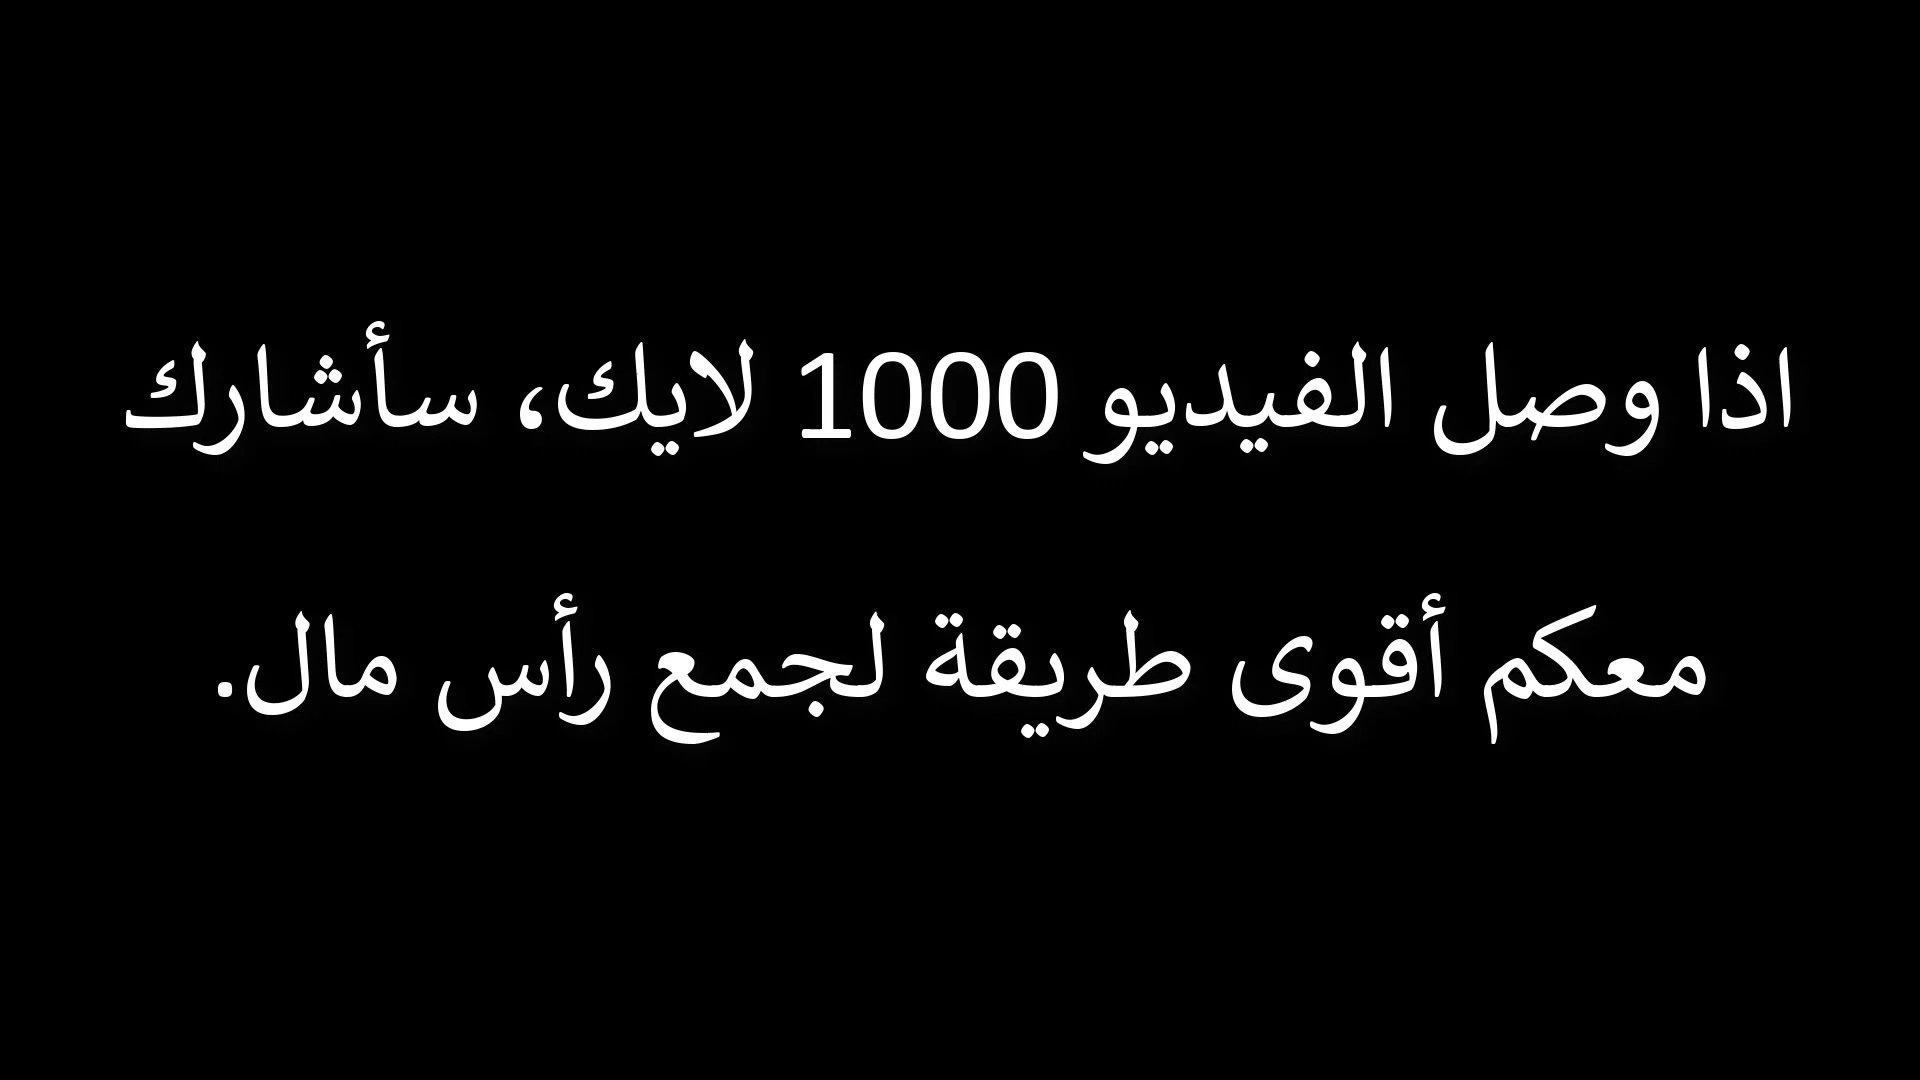 اذا وصل الفيديو 1000 لايك، سأشارك
معكم أقوى طريقة لجمع رأس مال.